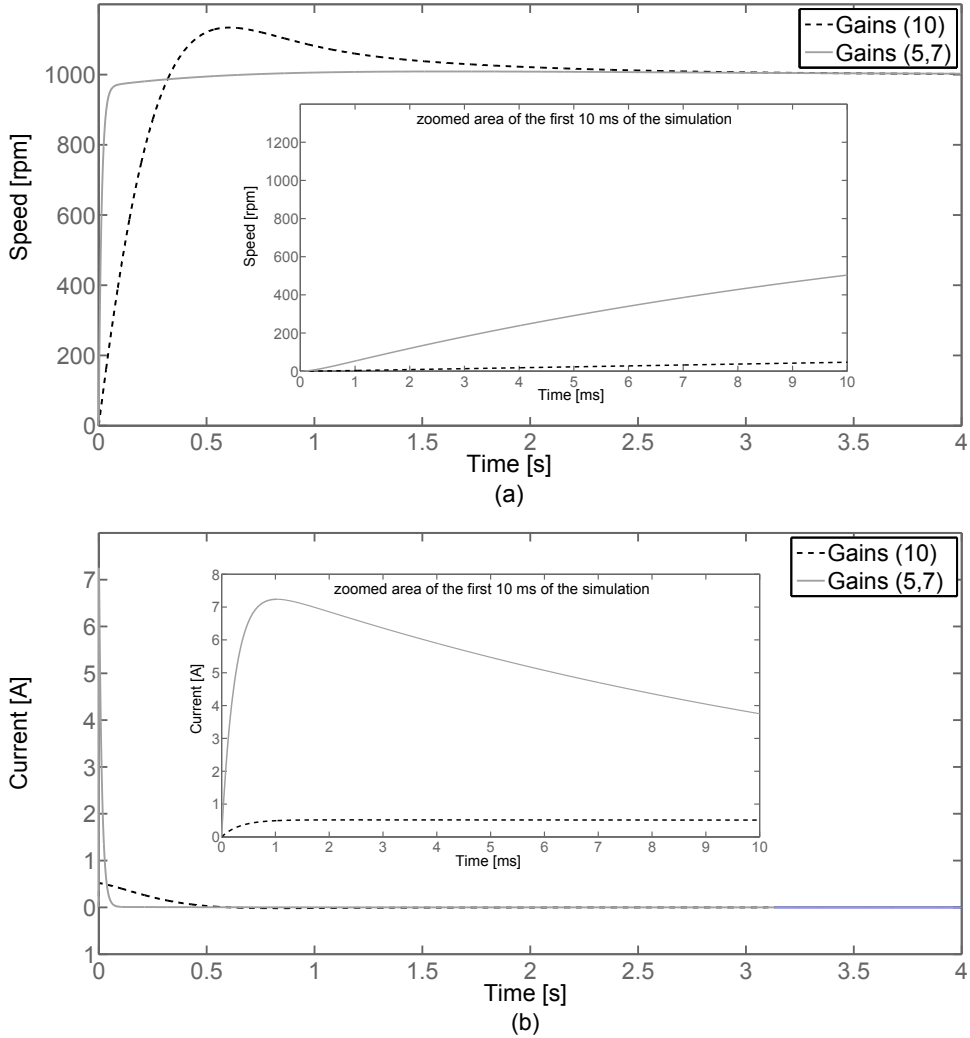 Gains (10)
Gains (5,7)
1000
800
600
400
200
0
Speed [rpm]
zoomed area of the first 10 ms of the simulation
1200
1000
800
600
400
200
0
Speed [rpm]
0 1 2 3 4 5 6 7 8 9 10
Time [ms]
0 0.5 1 1.5 2 2.5 3 3.5 4
Time [s]
(a)
Gains (10)
Gains (5,7)
7
6
5
4
3
2
1
0
1
Current [A]
zoomed area of the first 10 ms of the simulation
8
7
6
5
4
3
2
1
0
Current [A]
0 1 2 3 4 5 6 7 8 9 10
Time [ms]
0 0.5 1 1.5 2 2.5 3 3.5 4
Time [s]
(b)